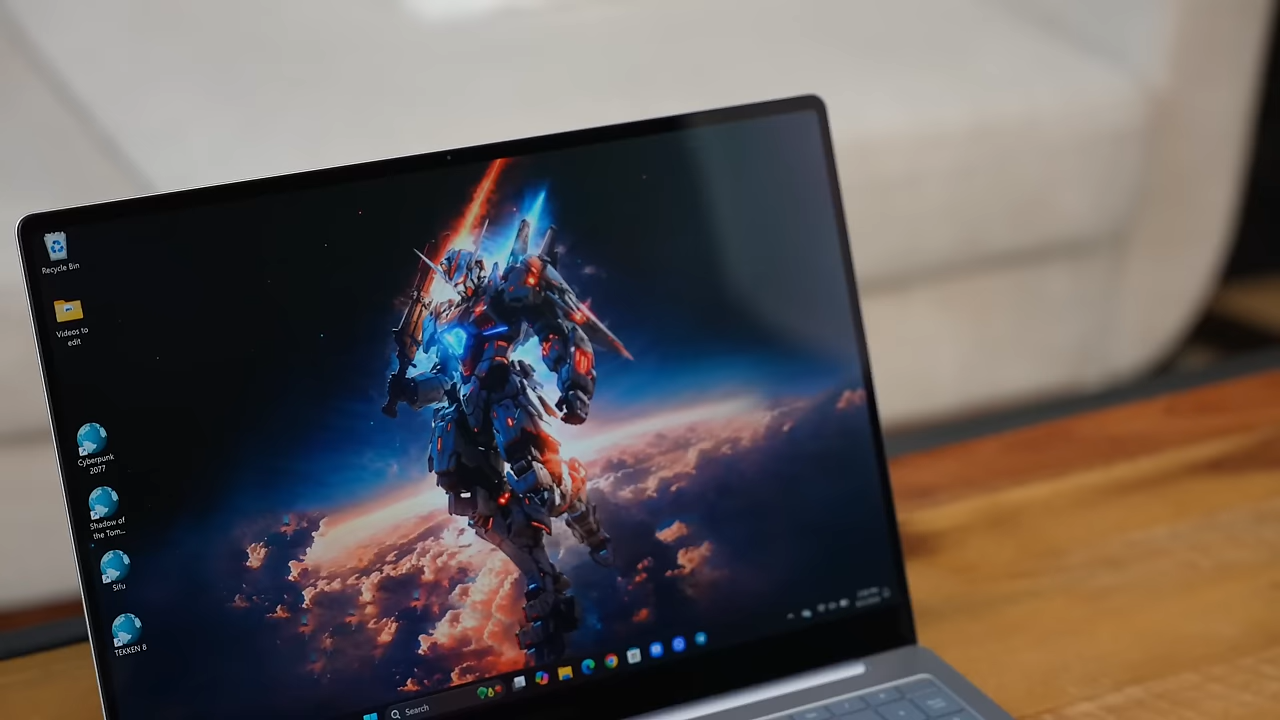 Recycle Bin
Videos to
edit
Cyberpunk
2077
Shadow of
the Tom...
Sifu
TEKKEN 8
Search